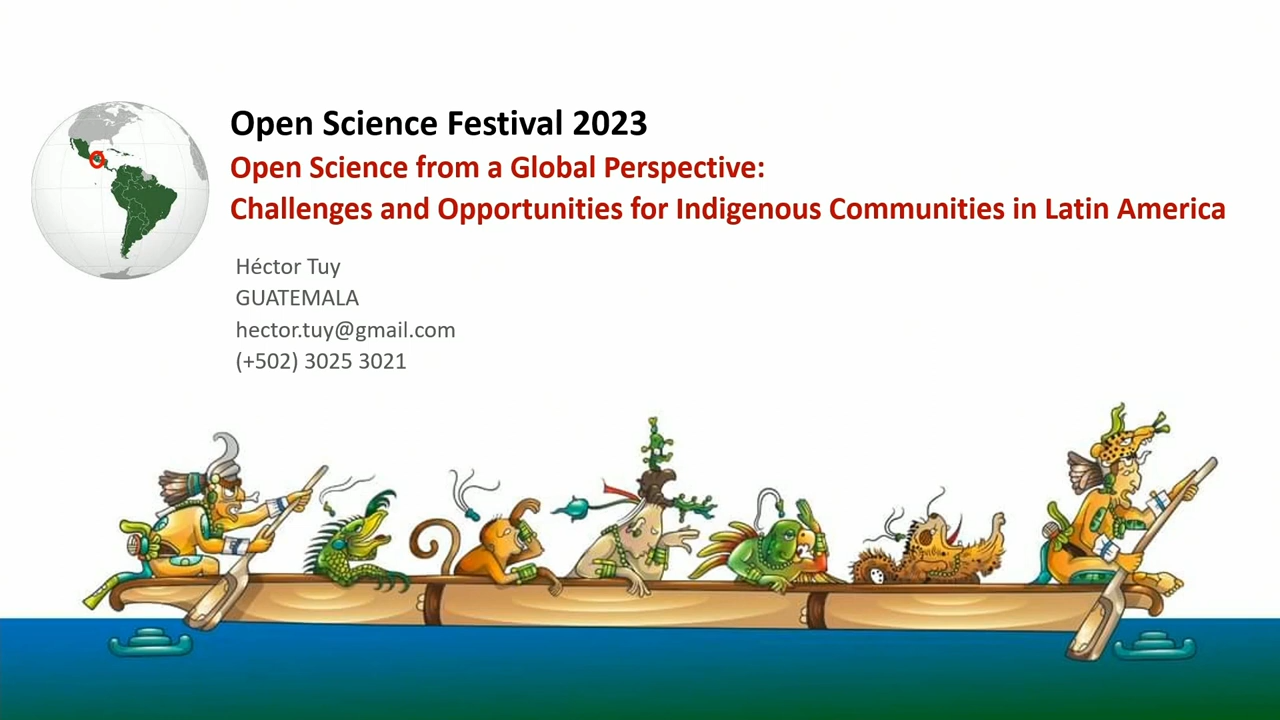 Open Science Festival 2023
Open Science from a Global Perspective:
Challenges and Opportunities for Indigenous Communities in Latin America
Héctor Tuy
GUATEMALA
hector.tuy@gmail.com
(+502) 3025 3021